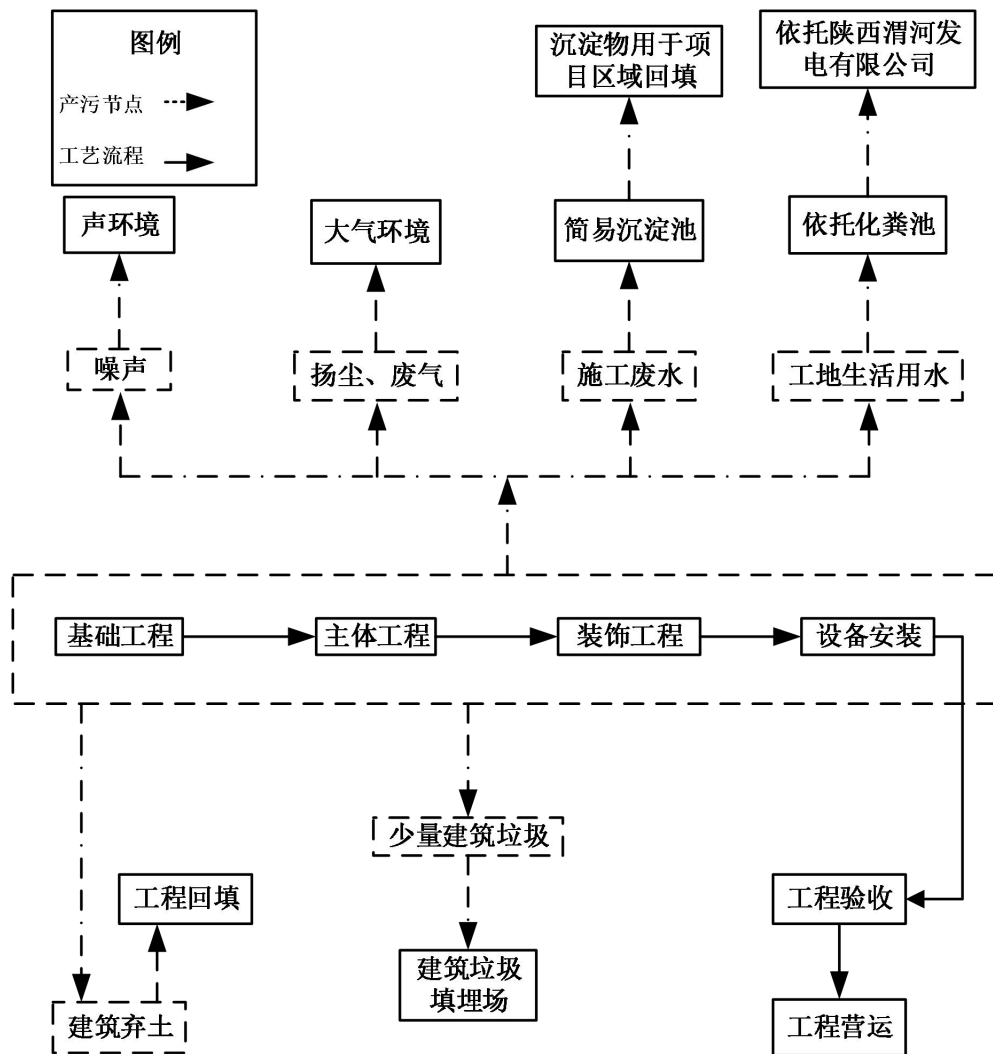 图例
产污节点
工艺流程
沉淀物用于项
目区域回填
依托陕西渭河发
电有限公司
声环境
大气环境
简易沉淀池
依托化粪池
噪声
扬尘、废气
施工废水
工地生活用水
基础工程
主体工程
装饰工程
设备安装
少量建筑垃圾
工程回填
工程验收
建筑垃圾
填埋场
建筑弃土
工程营运